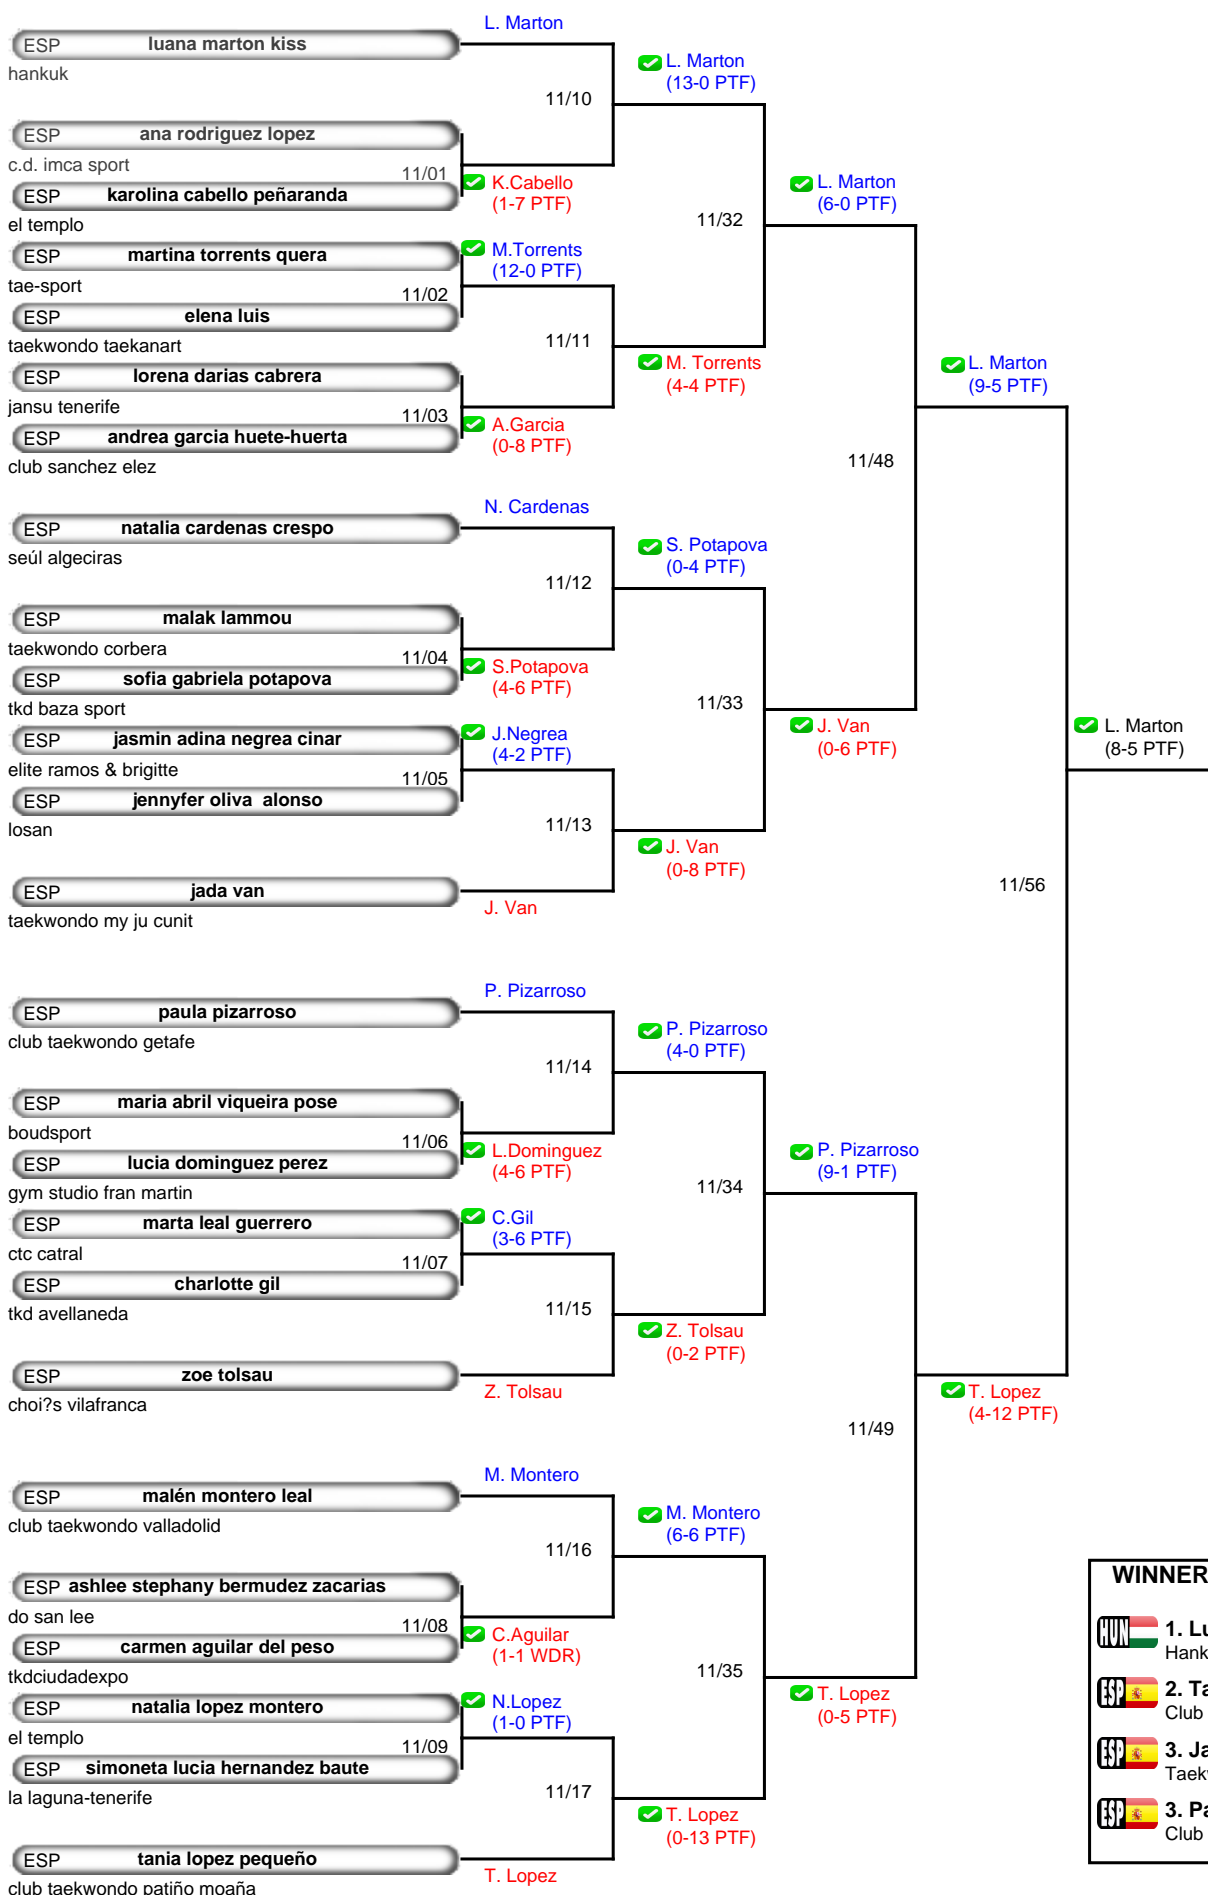 L. Marton
ESP luana marton kiss
hankuk
L. Marton
(13-0 PTF)
11/10
ESP ana rodriguez lopez
c.d. imca sport
11/01
K.Cabello
(1-7 PTF)
ESP karolina cabello peñaranda
el templo
L. Marton
(6-0 PTF)
11/32
ESP martina torrents quera
tae-sport
M.Torrents
(12-0 PTF)
11/02
ESP elena luis
taekwondo taekanart
11/11
M. Torrents
(4-4 PTF)
ESP lorena darias cabrera
jansu tenerife
11/03
A.Garcia
(0-8 PTF)
ESP andrea garcia huete-huerta
club sanchez elez
L. Marton
(9-5 PTF)
11/48
N. Cardenas
ESP natalia cardenas crespo
seúl algeciras
S. Potapova
(0-4 PTF)
11/12
ESP malak lammou
taekwondo corbera
11/04
S.Potapova
(4-6 PTF)
ESP sofia gabriela potapova
tkd baza sport
11/33
J. Van
(0-6 PTF)
L. Marton
(8-5 PTF)
ESP jasmin adina negrea cinar
elite ramos & brigitte
J.Negrea
(4-2 PTF)
11/05
ESP jennyfer oliva alonso
losan
11/13
J. Van
(0-8 PTF)
ESP jada van
taekwondo my ju cunit
J. Van
11/56
P. Pizarroso
ESP paula pizarroso
club taekwondo getafe
P. Pizarroso
(4-0 PTF)
11/14
ESP maria abril viqueira pose
boudsport
11/06
L.Dominguez
(4-6 PTF)
ESP lucia dominguez perez
gym studio fran martin
P. Pizarroso
(9-1 PTF)
11/34
ESP marta leal guerrero
ctc catral
C.Gil
(3-6 PTF)
11/07
ESP charlotte gil
tkd avellaneda
11/15
Z. Tolsau
(0-2 PTF)
ESP zoe tolsau
choi?s vilafranca
Z. Tolsau
T. Lopez
(4-12 PTF)
11/49
M. Montero
ESP malén montero leal
club taekwondo valladolid
M. Montero
(6-6 PTF)
11/16
ESP ashlee stephany bermudez zacarias
do san lee
11/08
C.Aguilar
(1-1 WDR)
ESP carmen aguilar del peso
tkdciudadexpo
11/35
T. Lopez
(0-5 PTF)
ESP natalia lopez montero
el templo
N.Lopez
(1-0 PTF)
11/09
ESP simoneta lucia hernandez baute
la laguna-tenerife
11/17
T. Lopez
(0-13 PTF)
ESP tania lopez pequeño
club taekwondo patiño moaña
T. Lopez
WINNER
HUN 1. Lu
Hank
ESP 2. Ta
Club
ESP 3. Ja
Taekw
ESP 3. Pa
Club